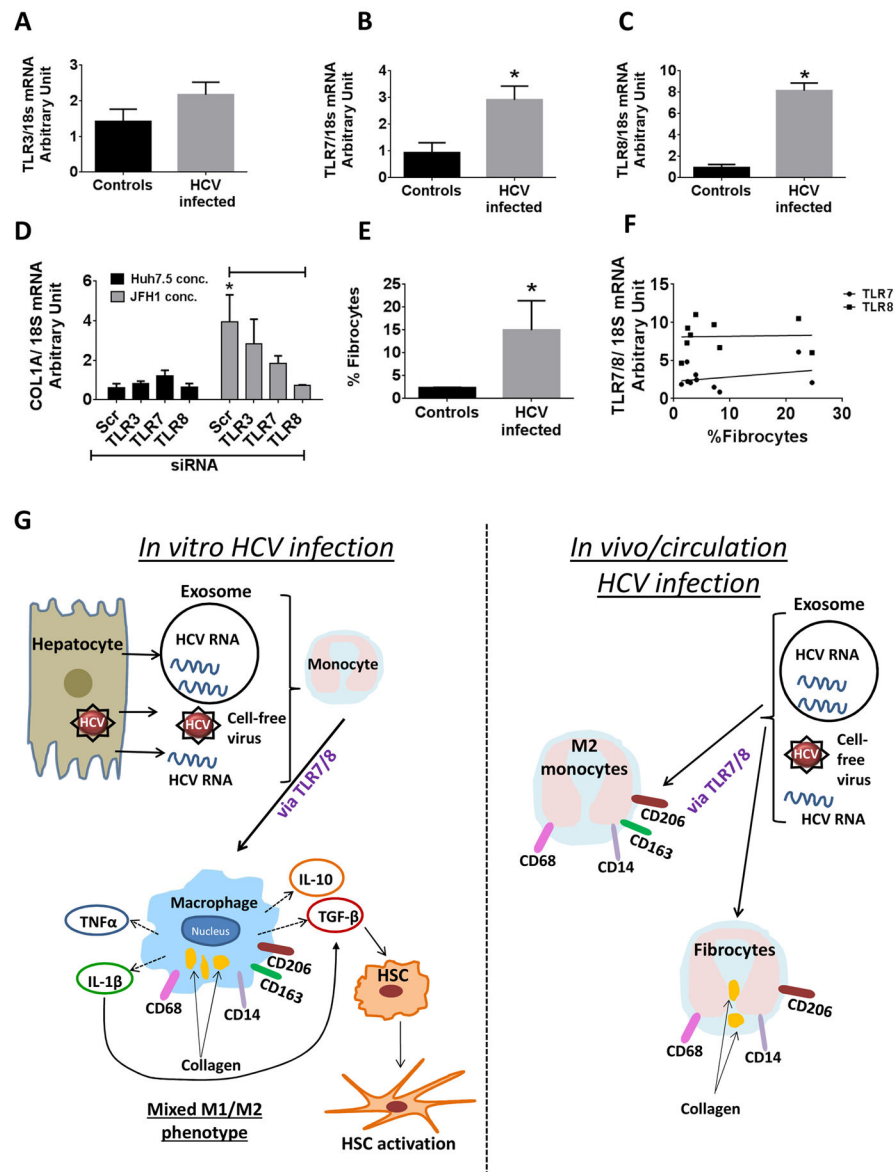 A
TLR3/18s mRNA
Arbitrary Unit
3
2
1
0
Controls
HCV
infected
B
TLR7/18s mRNA
Arbitrary Unit
4
3
2
1
0
*
Controls
HCV
infected
C
TLR8/18s mRNA
Arbitrary Unit
10
8
6
4
2
0
*
Controls
HCV
infected
D
COL1A/ 18S mRNA
Arbitrary Unit
6
4
2
0
Huh7.5 conc.
JFH1 conc.
*
Scr
TLR3
TLR7
TLR8
Scr
TLR3
TLR7
TLR8
siRNA
E
% Fibrocytes
25
20
15
10
5
0
*
Controls
HCV
infected
F
TLR7/8/ 18S mRNA
Arbitrary Unit
15
10
5
0
0
10
20
30
%Fibrocytes
TLR7
TLR8
G
In vitro HCV infection
Exosome
Hepatocyte
HCV RNA
Monocyte
HCV
HCV
Cell-free
virus
HCV RNA
via TLR7/8
IL-10
Macrophage
TNFα
TGF-β
Nucleus
CD206
IL-1β
CD163
HSC
CD68
CD14
Collagen
Mixed M1/M2
phenotype
HSC activation
In vivo/circulation
HCV infection
Exosome
HCV RNA
M2
monocytes
HCV
Cell-
free
virus
via TLR7/8
CD206
HCV RNA
CD163
CD68
CD14
Fibrocytes
CD206
CD68
CD14
Collagen